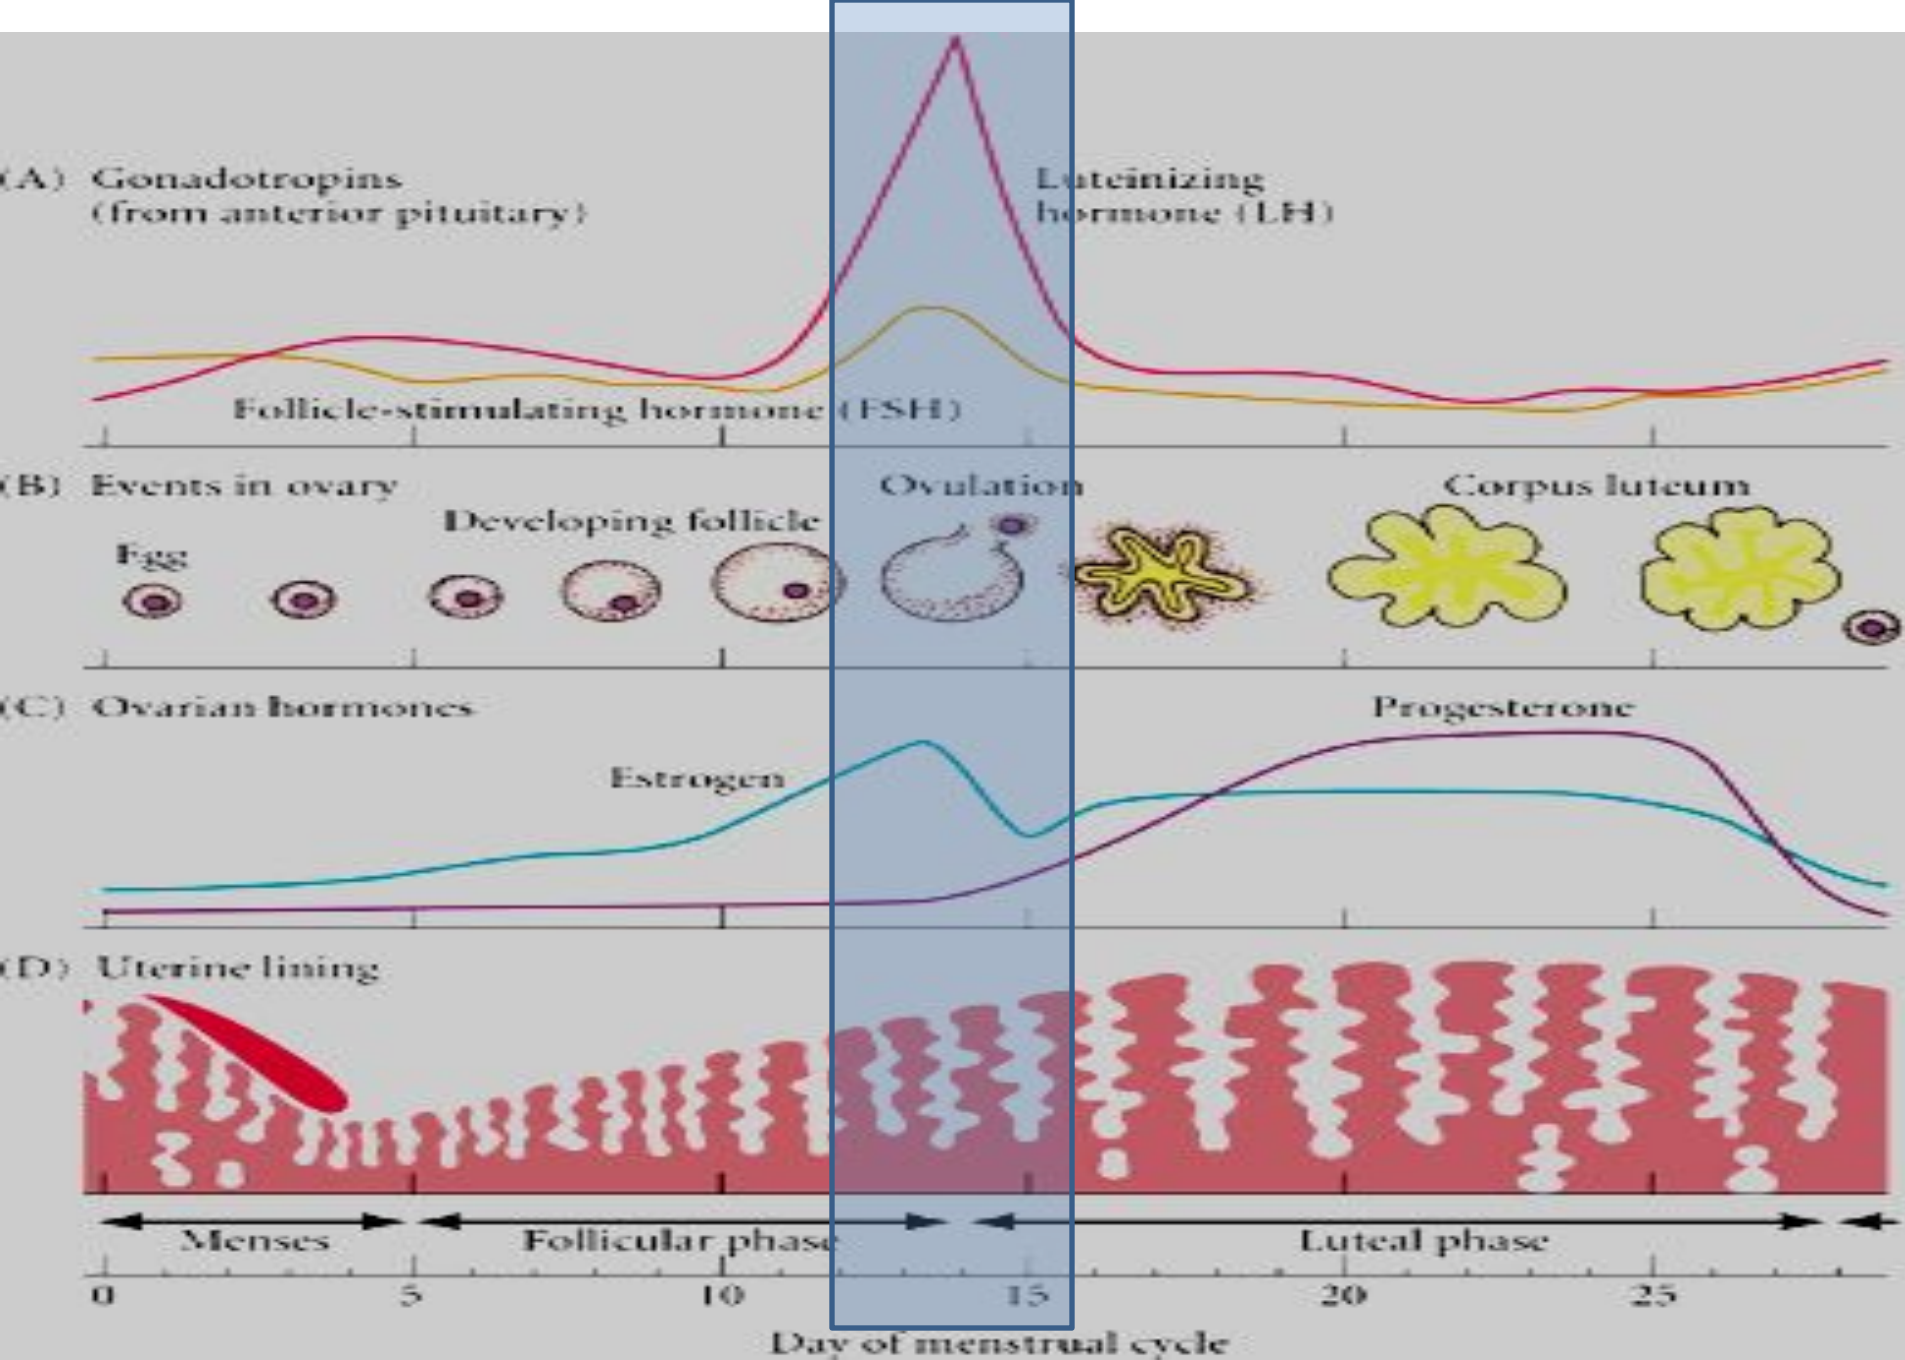 (A) Gonadotropins
(from anterior pituitary)
Luteinizing
hormone (LH)
Follicle-stimulating hormone (FSH)
(B) Events in ovary
Ovulation
Corpus luteum
Developing follicle
Egg
(C) Ovarian hormones
Progesterone
Estrogen
(D) Uterine lining
Menses
Follicular phase
Luteal phase
0 5 10 15 20 25
Day of menstrual cycle